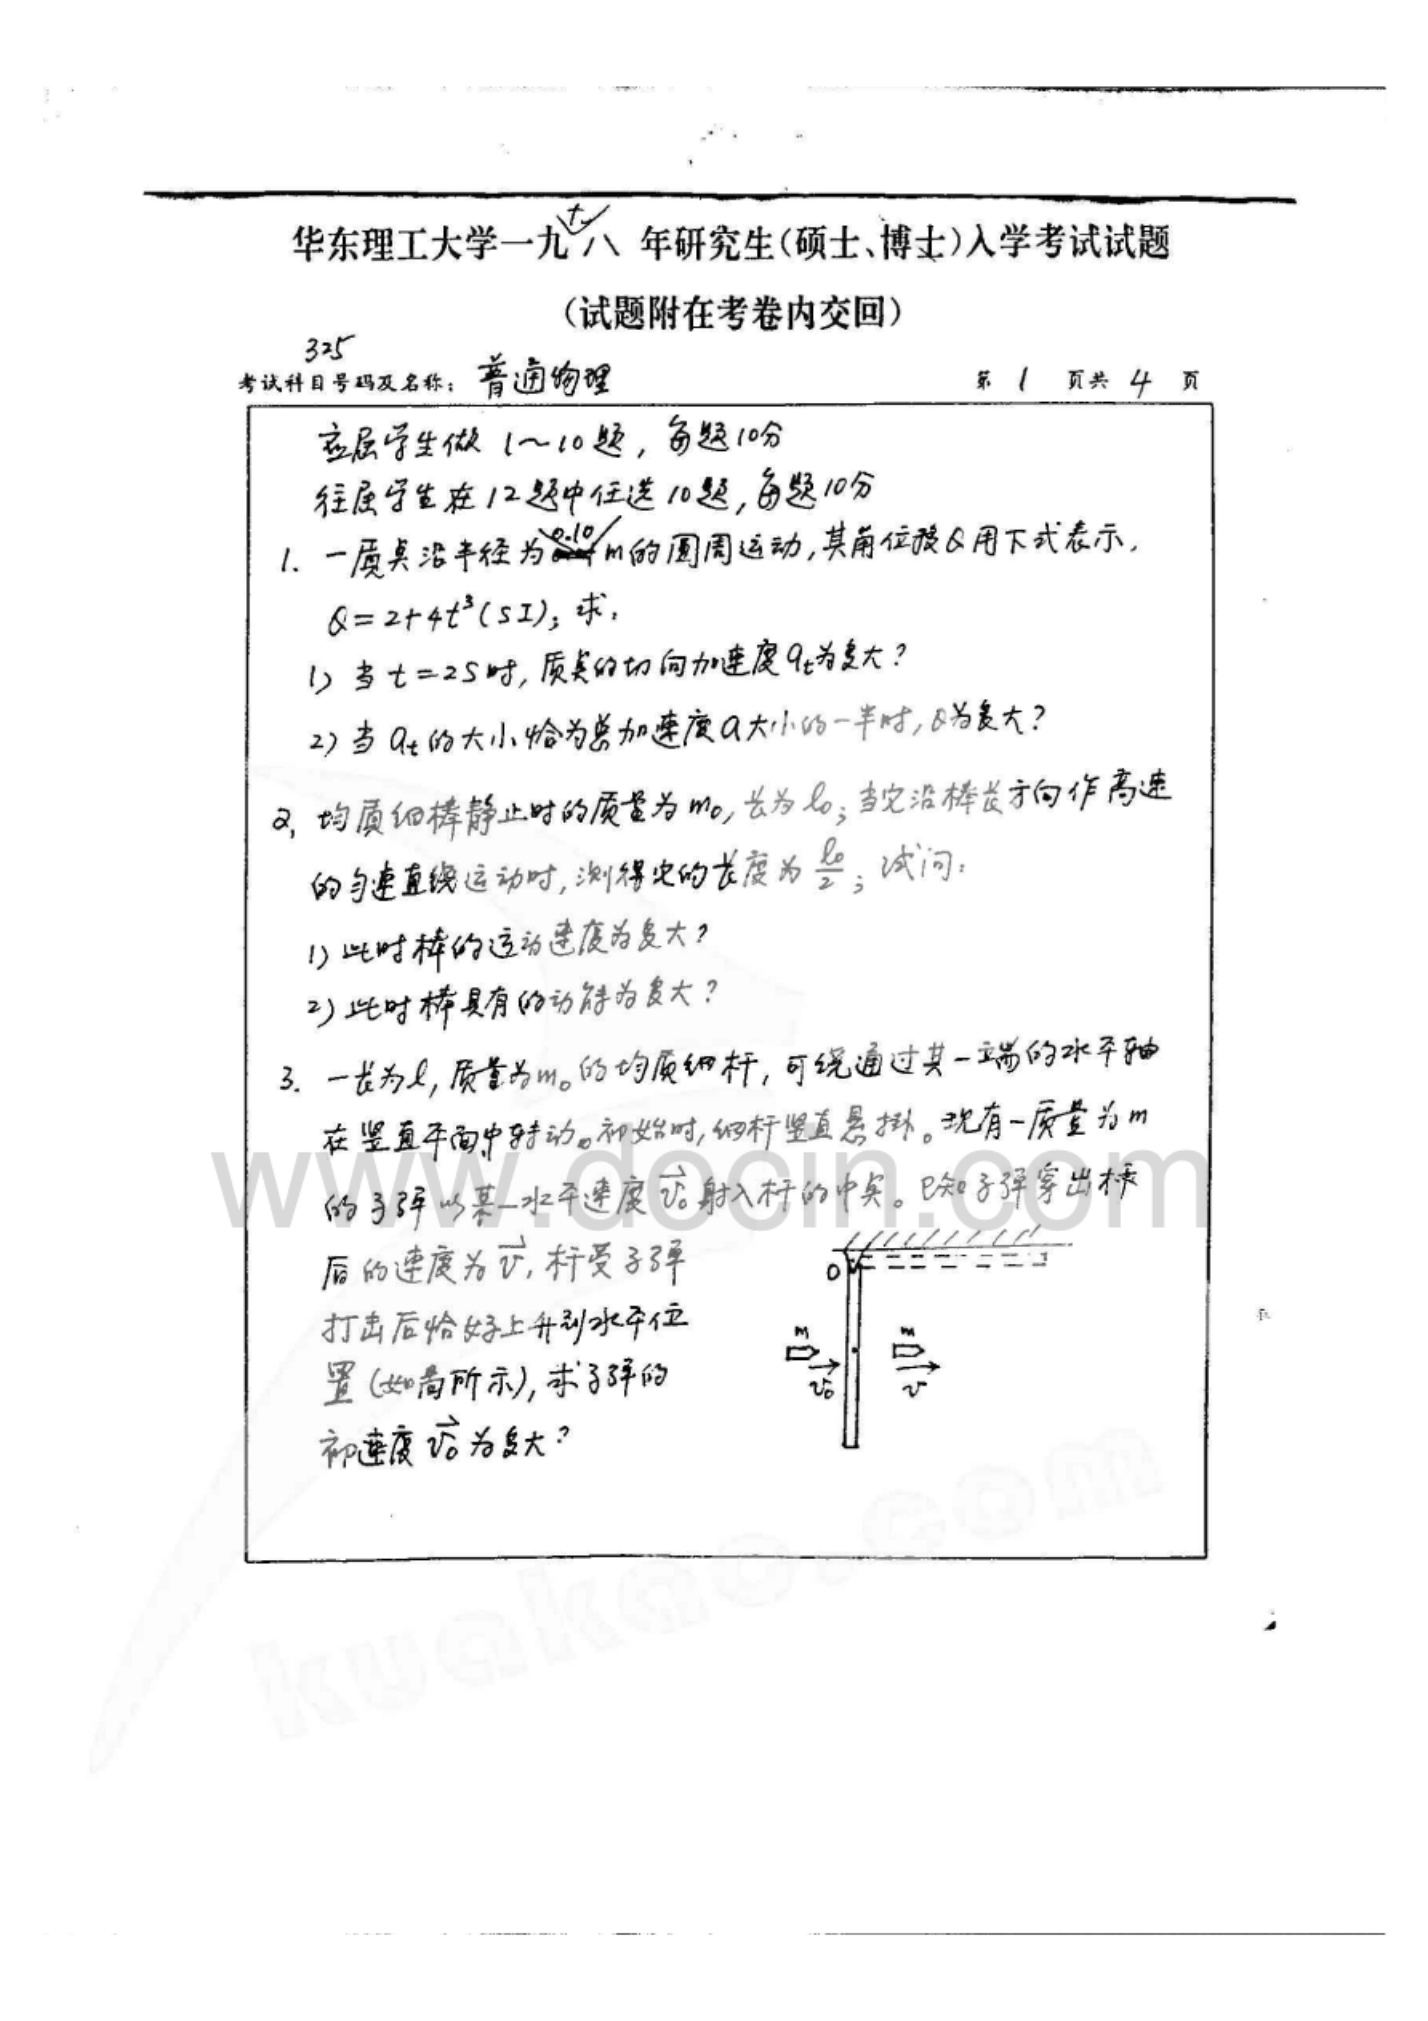 华东理工大学一九九八年研究生(硕士、博士)入学考试试题
(试题附在考卷内交回)
325
考试科目号码及名称: 普通物理 第 1 页共 4 页
应届学生做 1~10题, 每题10分
往届学生在12题中任选10题, 每题10分
1. 一质点沿半径为0.10m的圆周运动, 其角位移θ用下式表示,
θ=2+4t³(SI); 求:
1) 当t=2S时, 质点的切向加速度aₜ为多大?
2) 当aₜ的大小恰为总加速度a大小的一半时, θ为多大?
2. 均质细棒静止时的质量为m₀, 长为l₀; 当它沿棒长方向作高速
的匀速直线运动时, 测得它的长度为l₀/2; 试问:
1) 此时棒的运动速度为多大?
2) 此时棒具有的动能为多大?
3. 一长为l, 质量为m₀的均质细杆, 可绕通过其一端的水平轴
在竖直平面中转动。初始时, 细杆竖直悬挂。现有一质量为m
的子弹以某一水平速度v⃗₀射入杆的中点。已知子弹穿出杆
后的速度为v⃗, 杆受子弹
打击后恰好上升到水平位
置(如图所示), 求子弹的
初速度v⃗₀为多大?
O
m
m
v₀
v
www.docin.com
kuakao.com